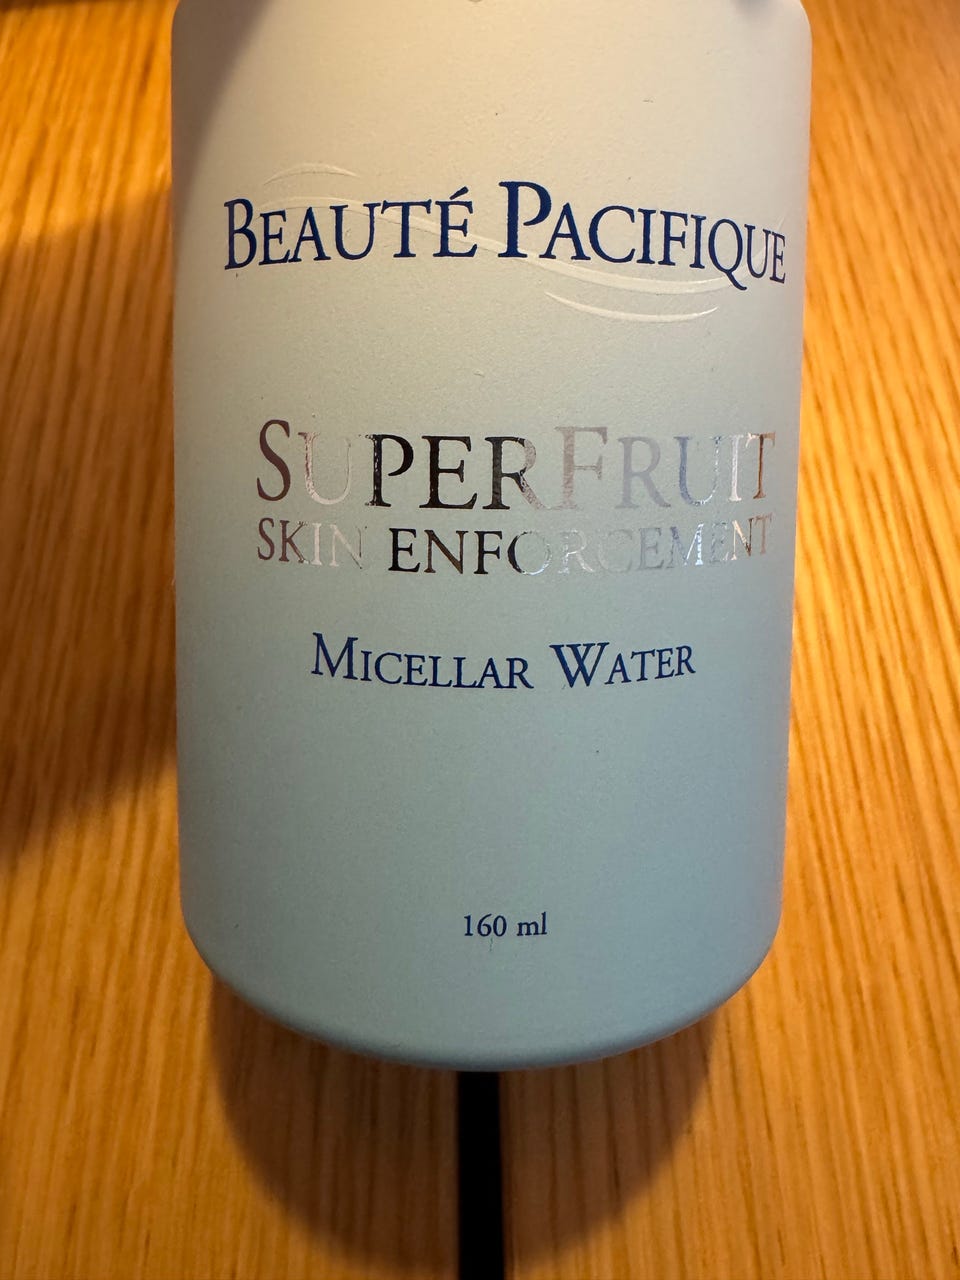 Beauté Pacifique
SuperFruit
Skin Enforcement
Micellar Water
160 ml